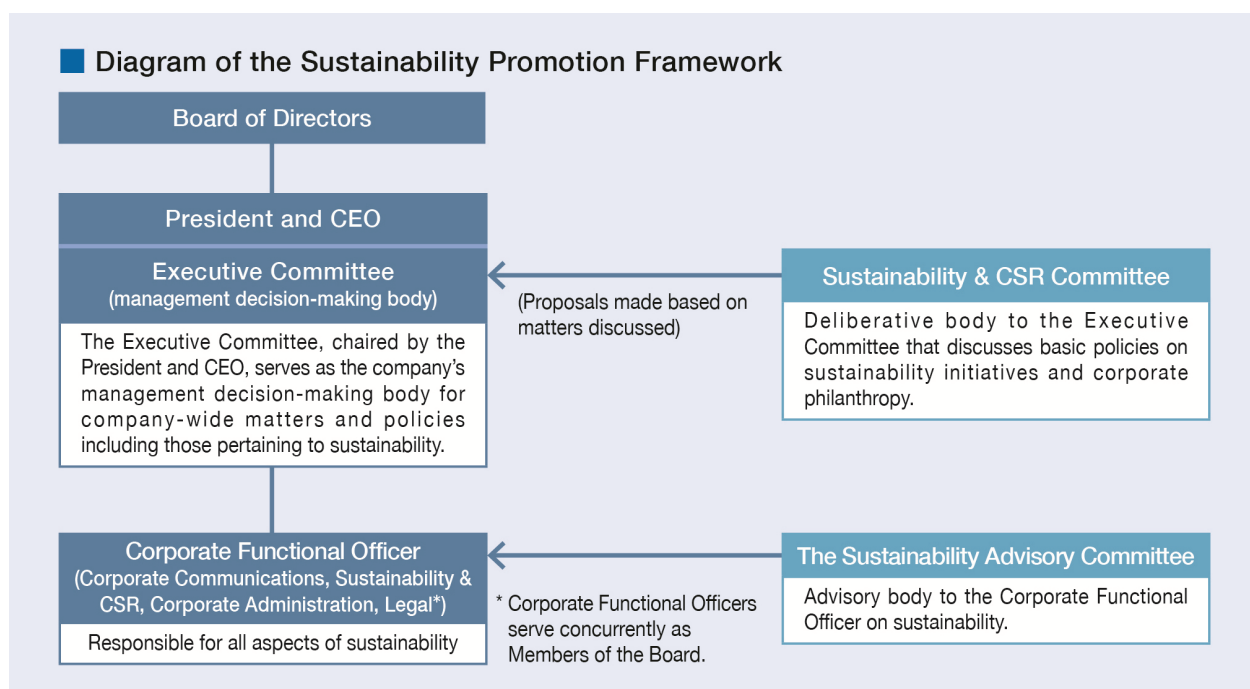 Diagram of the Sustainability Promotion Framework
Board of Directors
President and CEO
Executive Committee
(management decision-making body)
The Executive Committee, chaired by the
President and CEO, serves as the company’s
management decision-making body for
company-wide matters and policies
including those pertaining to sustainability.
(Proposals made based on
matters discussed)
Sustainability & CSR Committee
Deliberative body to the Executive
Committee that discusses basic policies on
sustainability initiatives and corporate
philanthropy.
Corporate Functional Officer
(Corporate Communications, Sustainability &
CSR, Corporate Administration, Legal*)
Responsible for all aspects of sustainability
* Corporate Functional Officers
serve concurrently as
Members of the Board.
The Sustainability Advisory Committee
Advisory body to the Corporate Functional
Officer on sustainability.